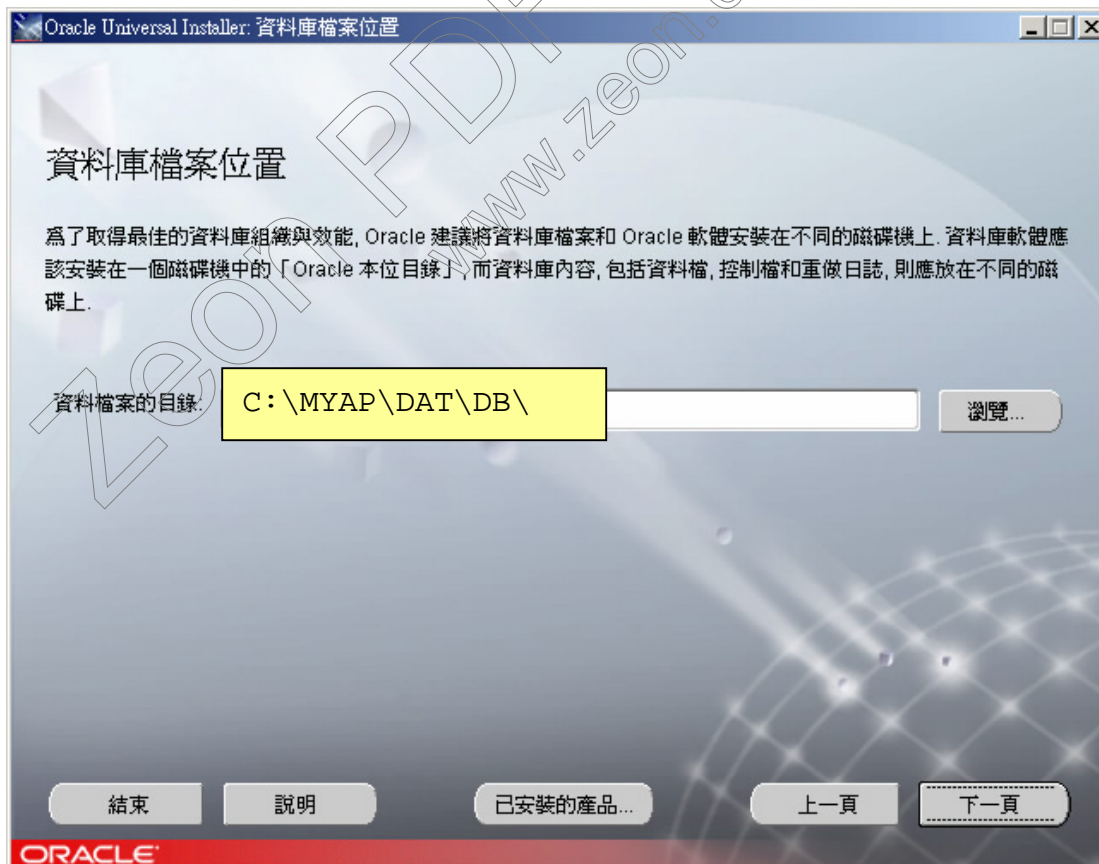 Oracle Universal Installer: 資料庫檔案位置
資料庫檔案位置
為了取得最佳的資料庫組織與效能, Oracle 建議將資料庫檔案和 Oracle 軟體安裝在不同的磁碟機上. 資料庫軟體應
該安裝在一個磁碟機中的「Oracle 本位目錄」, 而資料庫內容, 包括資料檔, 控制檔和重做日誌, 則應放在不同的磁
碟上.
資料檔案的目錄:
C:\MYAP\DAT\DB\
瀏覽...
結束
說明
已安裝的產品...
上一頁
下一頁
ORACLE
Zeon PD
www.zeon.